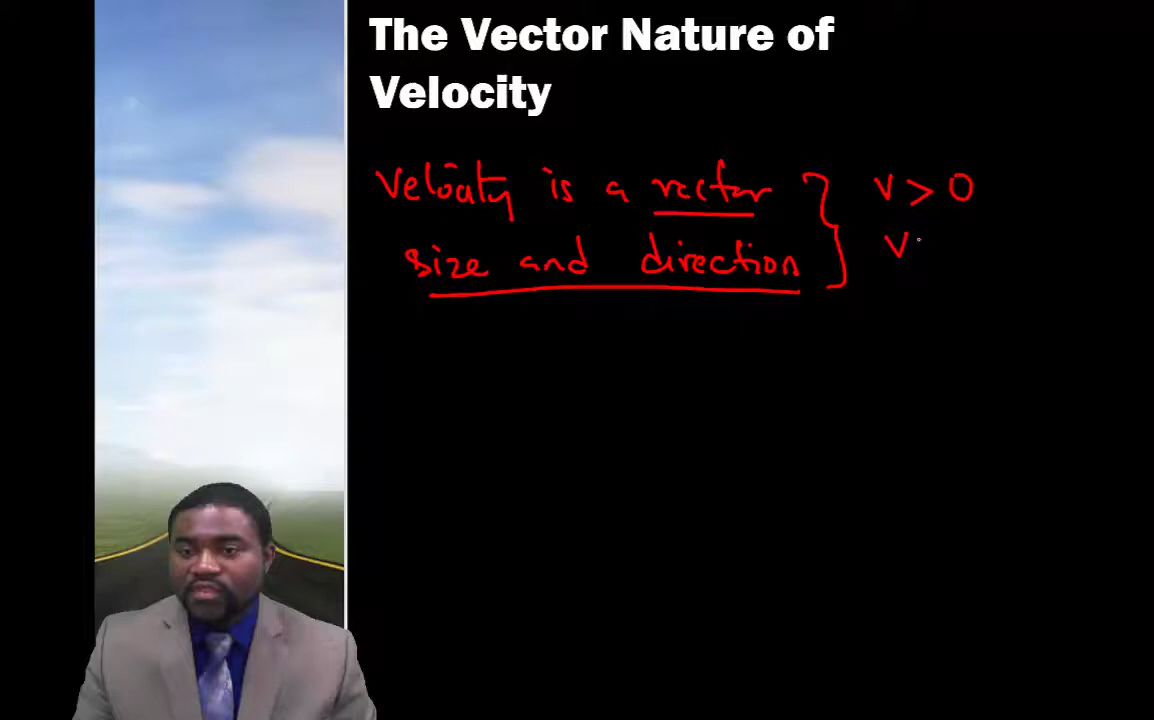 The Vector Nature of
Velocity
Velocity is a vector
size and direction
v > 0
v